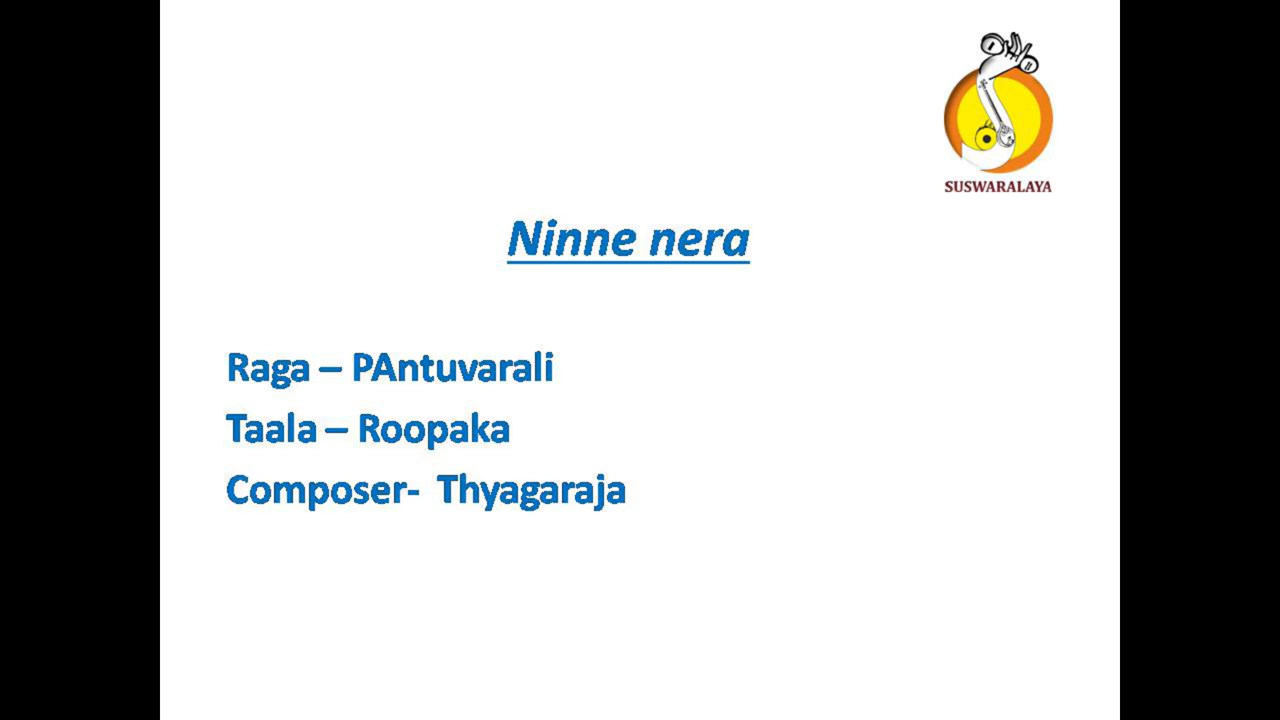 SUSWARALAYA
Ninne nera
Raga – PAntuvarali
Taala – Roopaka
Composer-  Thyagaraja